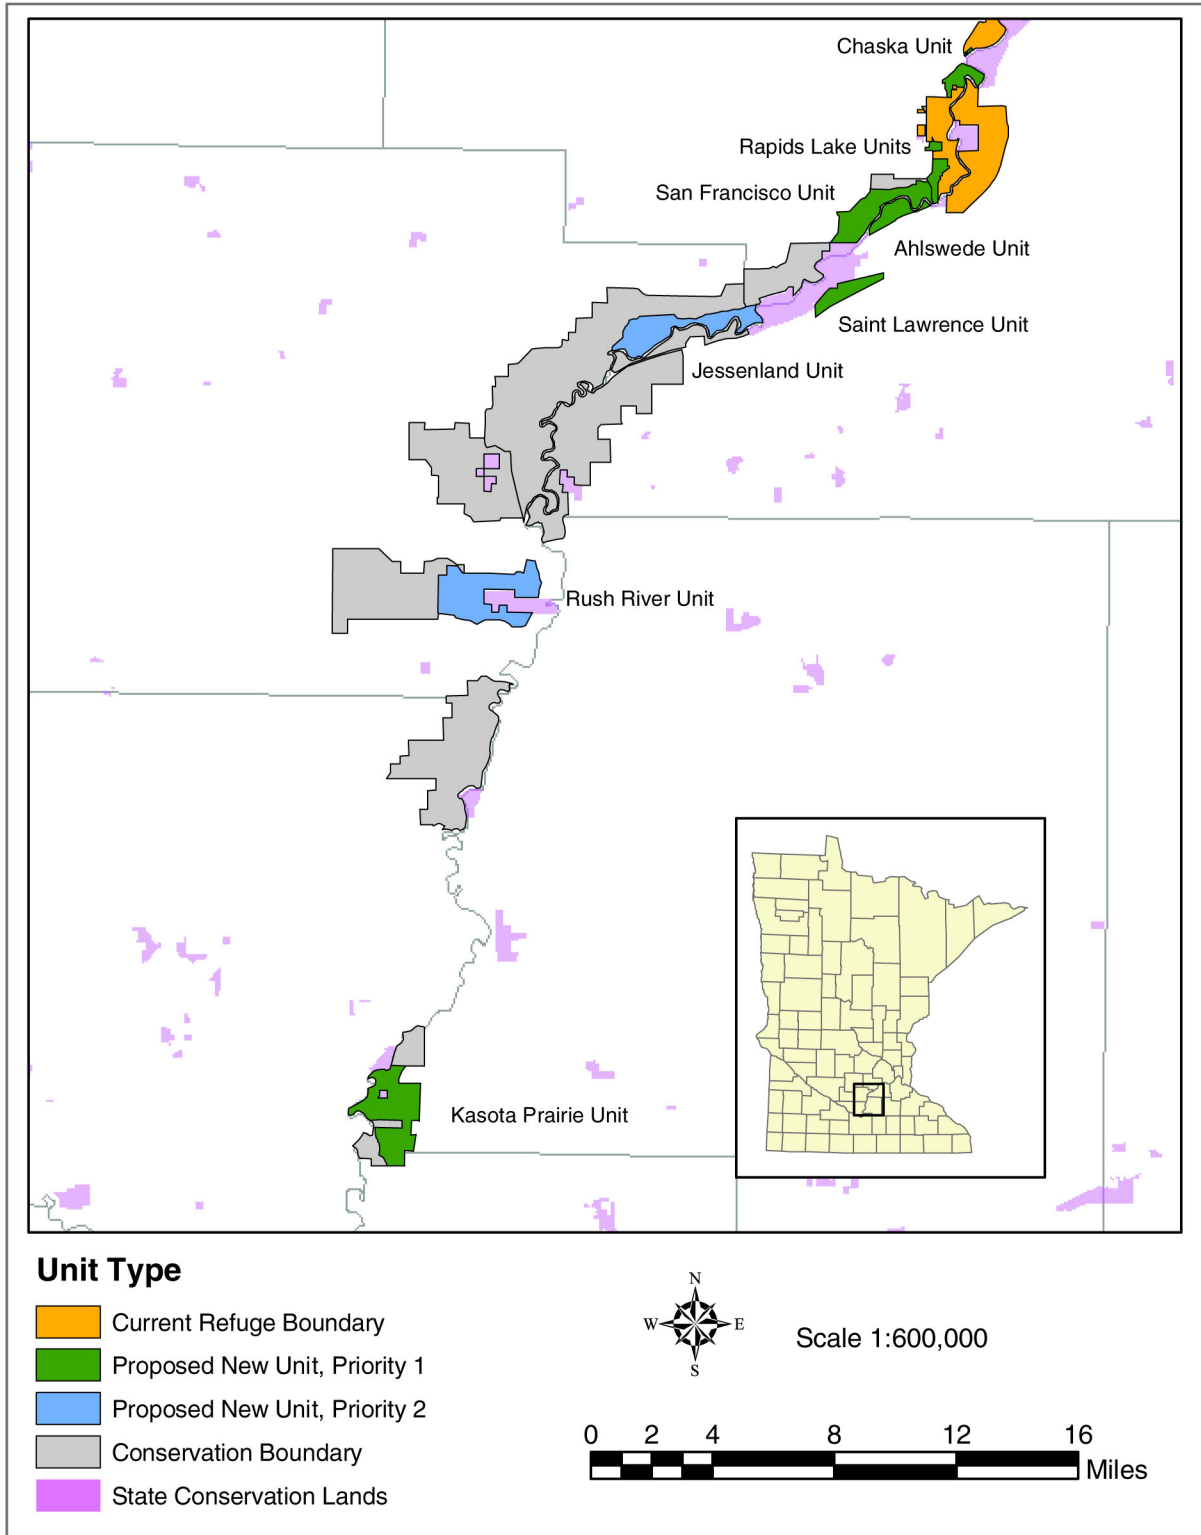 Chaska Unit
Rapids Lake Units
San Francisco Unit
Ahlswede Unit
Saint Lawrence Unit
Jessenland Unit
Rush River Unit
Kasota Prairie Unit
Unit Type
Current Refuge Boundary
Proposed New Unit, Priority 1
Proposed New Unit, Priority 2
Conservation Boundary
State Conservation Lands
N
W E
S
Scale 1:600,000
0 2 4 8 12 16
Miles